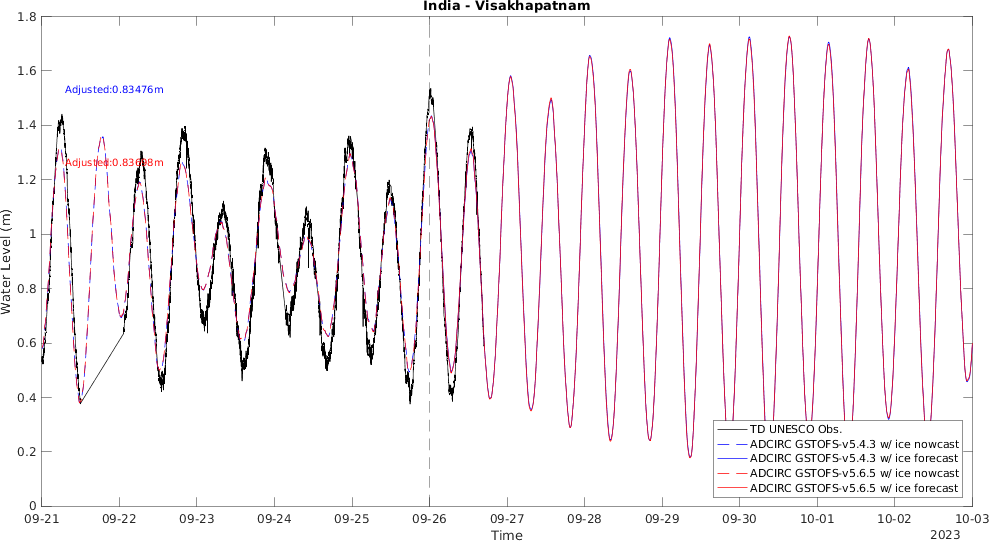 India - Visakhapatnam
1.8
1.6
1.4
1.2
1
0.8
0.6
0.4
0.2
0
Water Level (m)
Adjusted:0.83476m
Adjusted:0.83698m
TD UNESCO Obs.
ADCIRC GSTOFS-v5.4.3 w/ ice nowcast
ADCIRC GSTOFS-v5.4.3 w/ ice forecast
ADCIRC GSTOFS-v5.6.5 w/ ice nowcast
ADCIRC GSTOFS-v5.6.5 w/ ice forecast
09-21 09-22 09-23 09-24 09-25 09-26 09-27 09-28 09-29 09-30 10-01 10-02 10-03
Time
2023